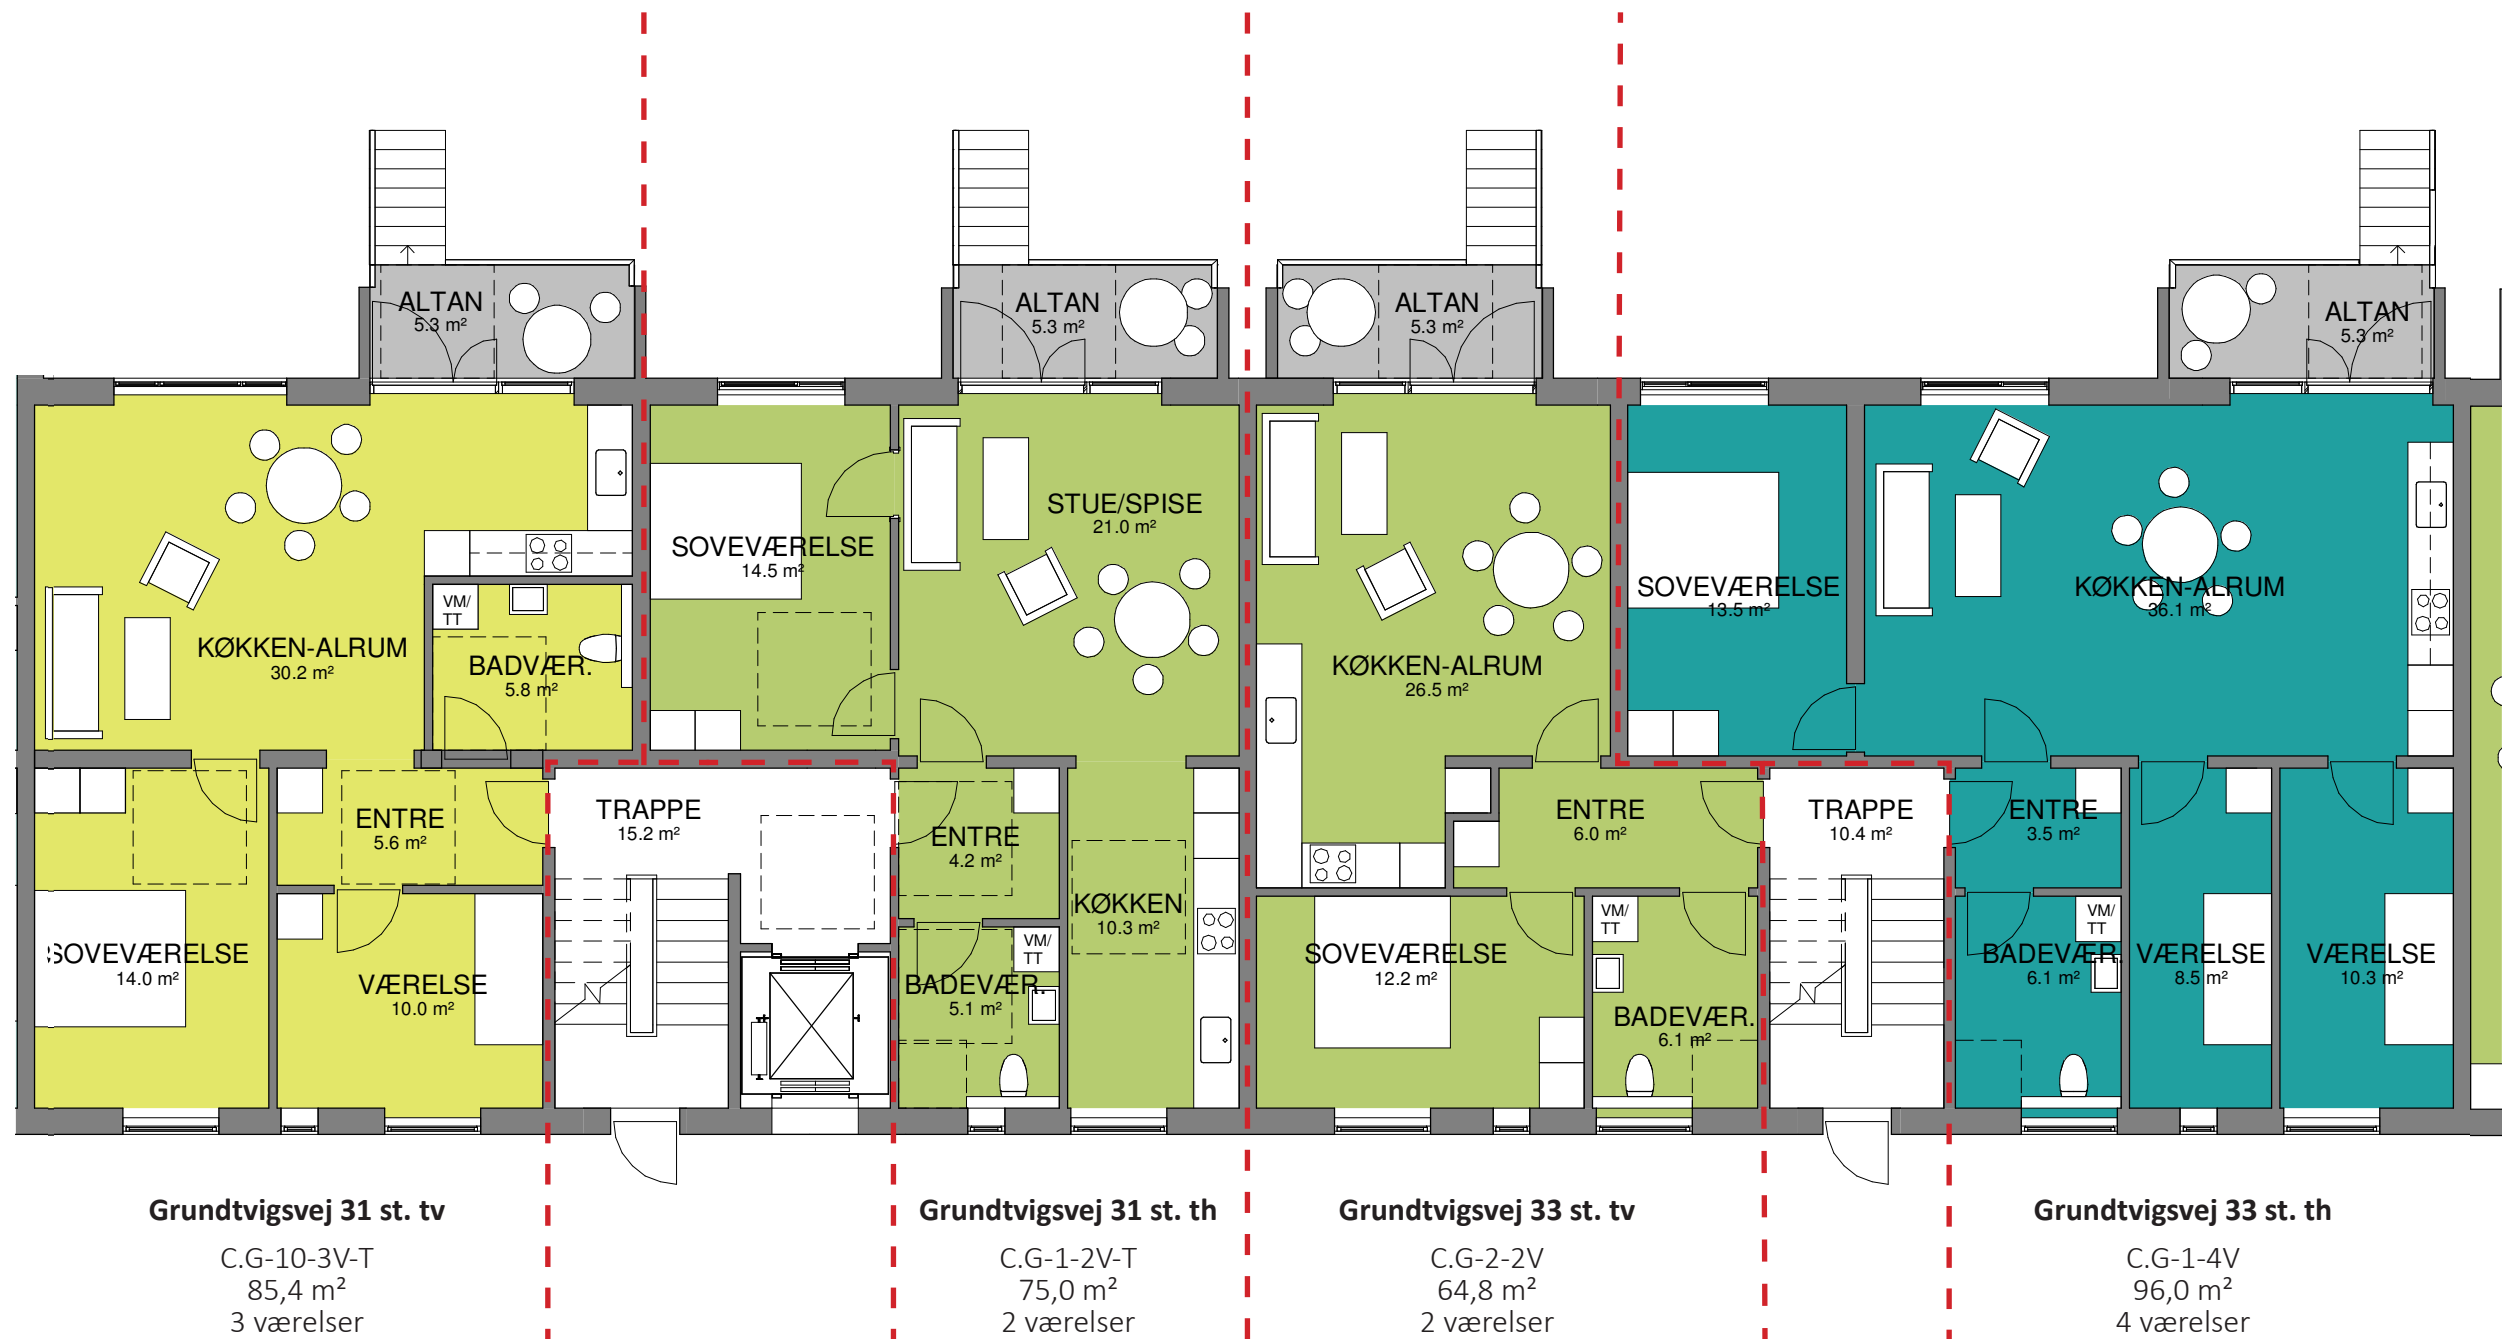 ALTAN
5.3 m²
ALTAN
5.3 m²
ALTAN
5.3 m²
ALTAN
5.3 m²
KØKKEN-ALRUM
30.2 m²
VM/
TT
BADVÆR.
5.8 m²
SOVEVÆRELSE
14.5 m²
STUE/SPISE
21.0 m²
KØKKEN-ALRUM
26.5 m²
SOVEVÆRELSE
13.5 m²
KØKKEN-ALRUM
36.1 m²
ENTRE
5.6 m²
TRAPPE
15.2 m²
ENTRE
4.2 m²
KØKKEN
10.3 m²
ENTRE
6.0 m²
TRAPPE
10.4 m²
ENTRE
3.5 m²
SOVEVÆRELSE
14.0 m²
VÆRELSE
10.0 m²
VM/
TT
BADEVÆR.
5.1 m²
SOVEVÆRELSE
12.2 m²
VM/
TT
BADEVÆR.
6.1 m²
VM/
TT
BADEVÆR.
6.1 m²
VÆRELSE
8.5 m²
VÆRELSE
10.3 m²
Grundtvigsvej 31 st. tv
C.G-10-3V-T
85,4 m²
3 værelser
Grundtvigsvej 31 st. th
C.G-1-2V-T
75,0 m²
2 værelser
Grundtvigsvej 33 st. tv
C.G-2-2V
64,8 m²
2 værelser
Grundtvigsvej 33 st. th
C.G-1-4V
96,0 m²
4 værelser